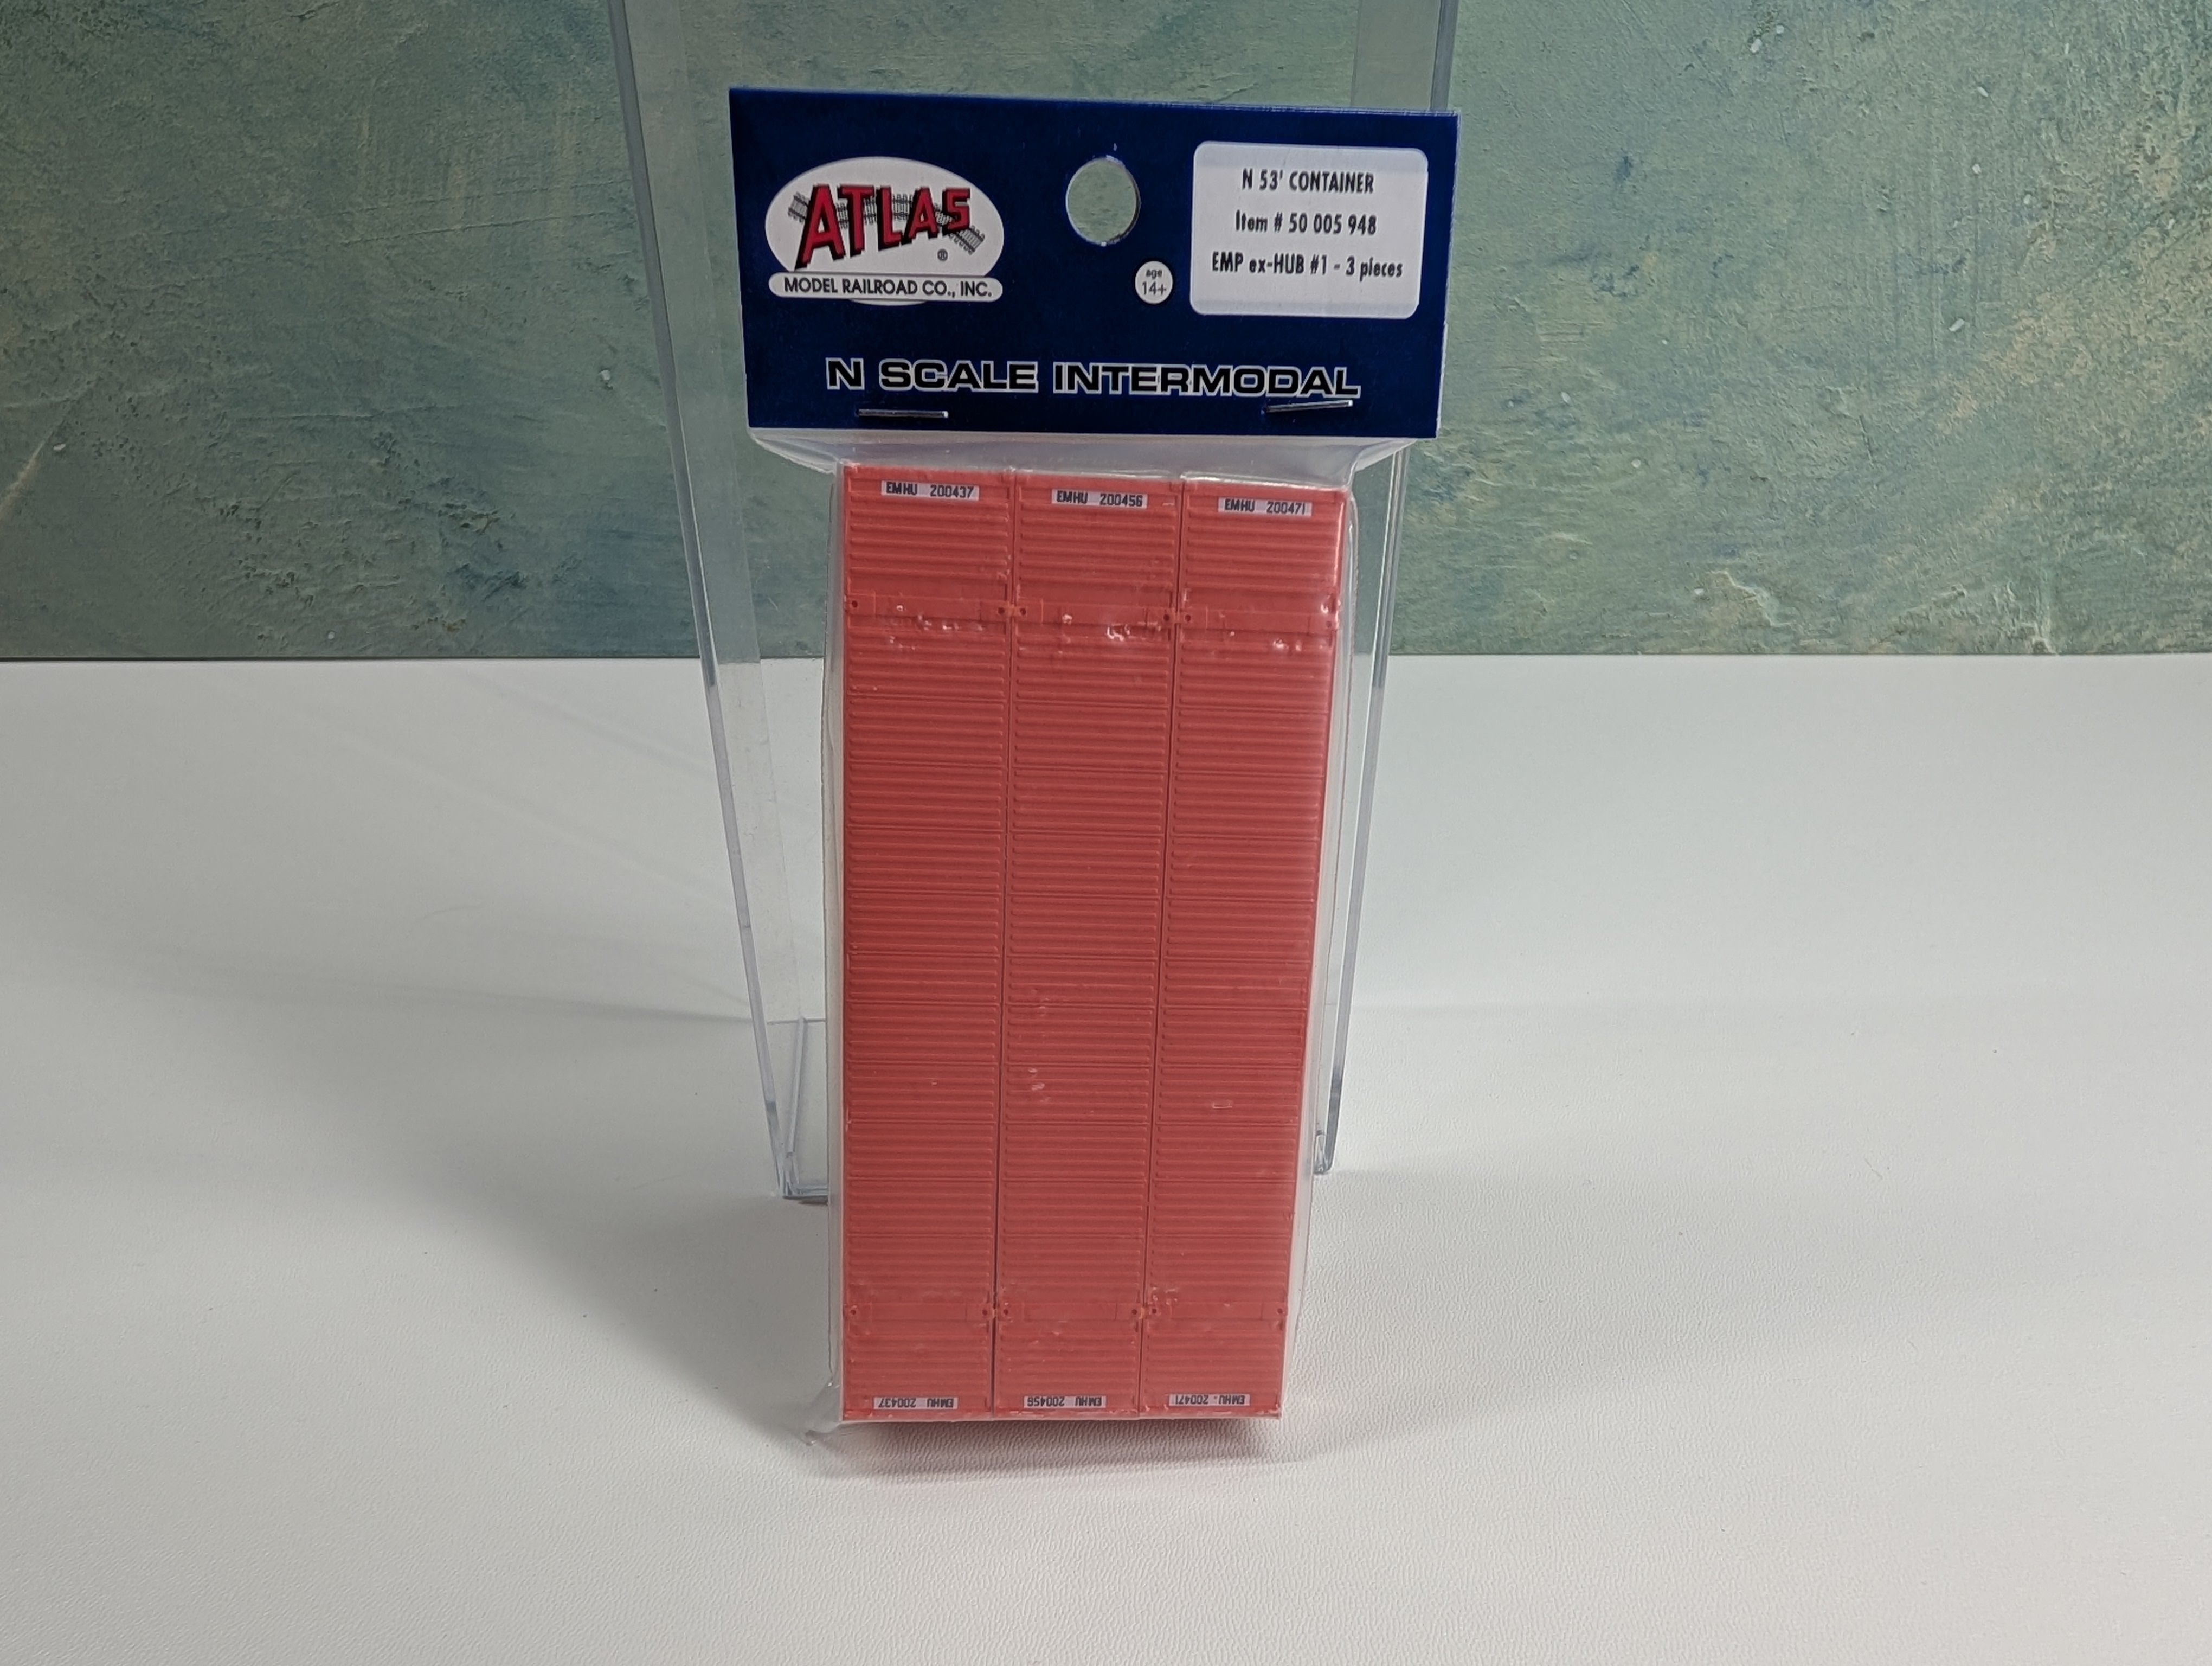 ATLAS
®
MODEL RAILROAD CO., INC.
age
14+
N 53' CONTAINER
Item # 50 005 948
EMP ex-HUB #1 - 3 pieces
N SCALE INTERMODAL
EMHU 200437
EMHU 200456
EMHU 200471
EMHU 200437
EMHU 200456
EMHU 200471